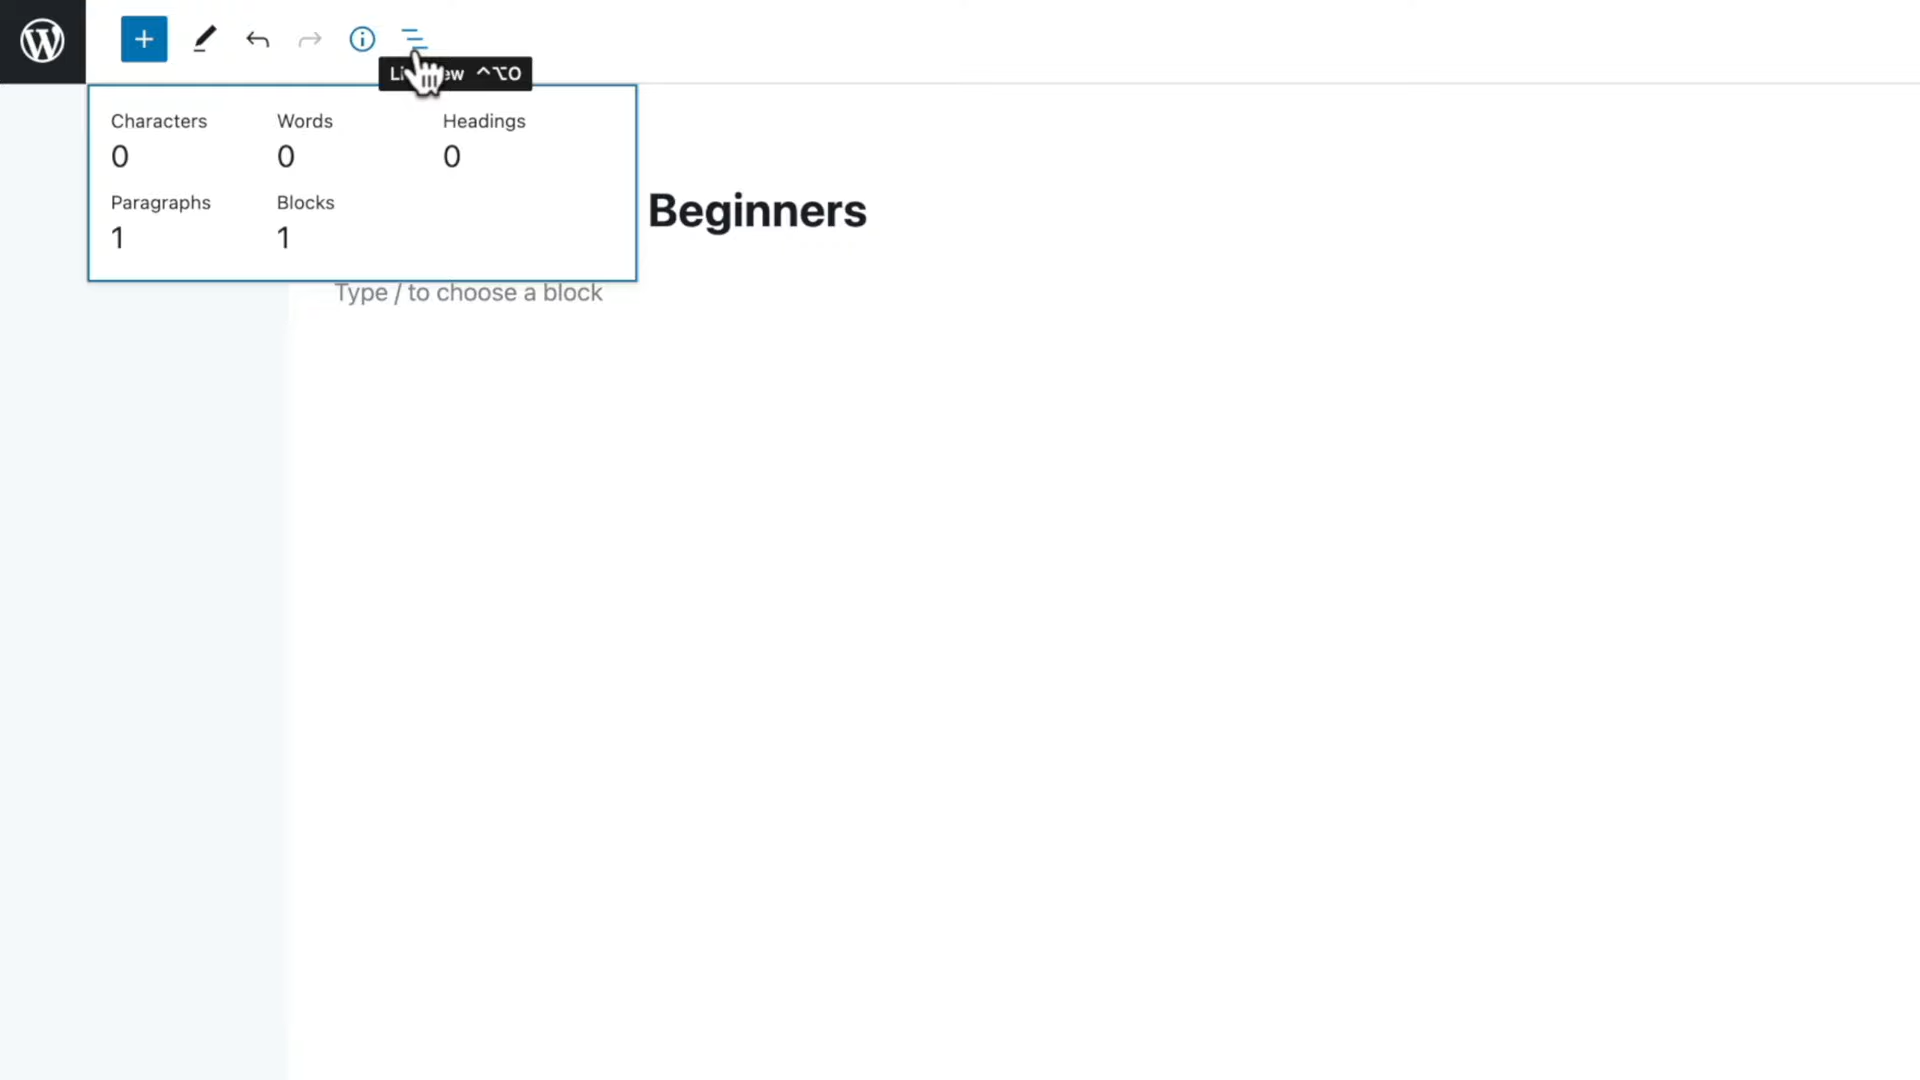 ^⌥O
Characters Words Headings
0 0 0
Paragraphs Blocks
1 1
Beginners
Type / to choose a block